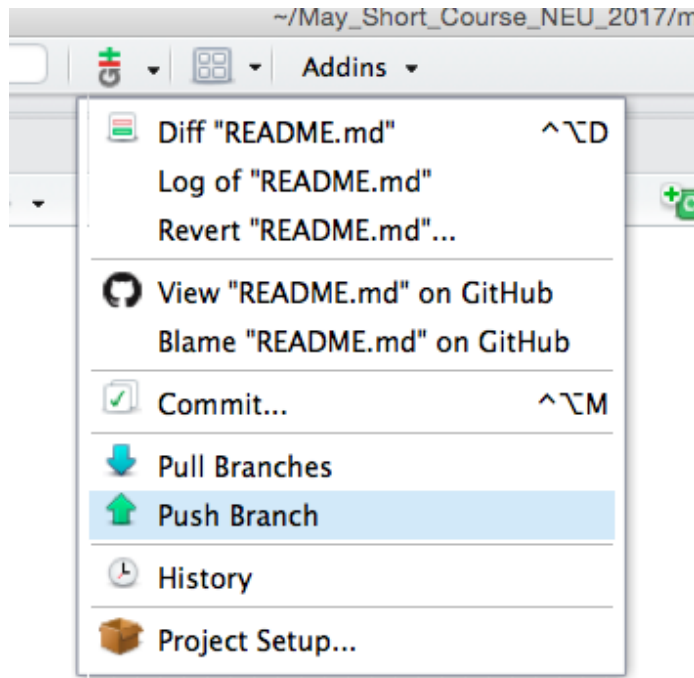 ~/May_Short_Course_NEU_2017/m
Addins
Diff "README.md" ^⌥D
Log of "README.md"
Revert "README.md"...
View "README.md" on GitHub
Blame "README.md" on GitHub
Commit... ^⌥M
Pull Branches
Push Branch
History
Project Setup...